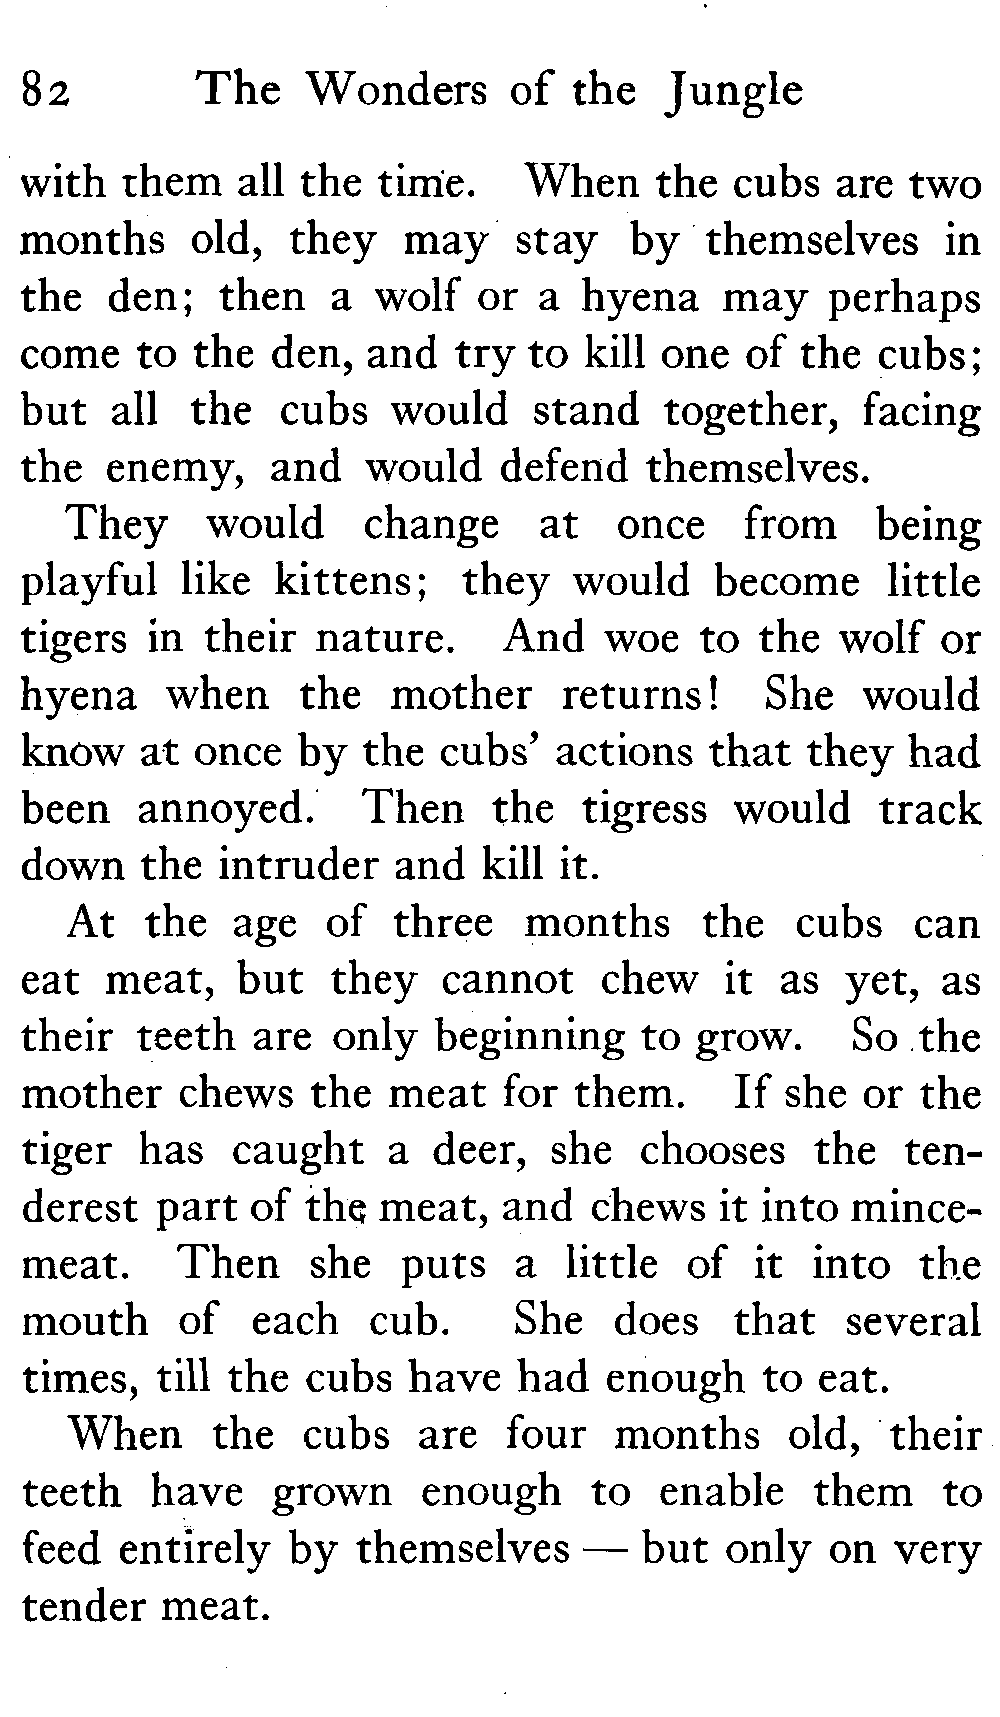 82 The Wonders of the Jungle
with them all the time. When the cubs are two
months old, they may stay by themselves in
the den; then a wolf or a hyena may perhaps
come to the den, and try to kill one of the cubs;
but all the cubs would stand together, facing
the enemy, and would defend themselves.
They would change at once from being
playful like kittens; they would become little
tigers in their nature. And woe to the wolf or
hyena when the mother returns! She would
know at once by the cubs' actions that they had
been annoyed. Then the tigress would track
down the intruder and kill it.
At the age of three months the cubs can
eat meat, but they cannot chew it as yet, as
their teeth are only beginning to grow. So the
mother chews the meat for them. If she or the
tiger has caught a deer, she chooses the ten-
derest part of the meat, and chews it into mince-
meat. Then she puts a little of it into the
mouth of each cub. She does that several
times, till the cubs have had enough to eat.
When the cubs are four months old, their
teeth have grown enough to enable them to
feed entirely by themselves — but only on very
tender meat.